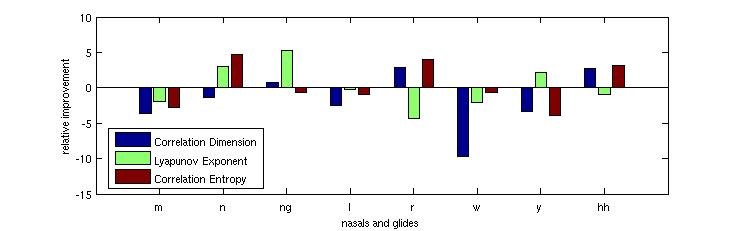 10
5
0
-5
-10
-15
relative improvement
Correlation Dimension
Lyapunov Exponent
Correlation Entropy
m n ng l r w y hh
nasals and glides